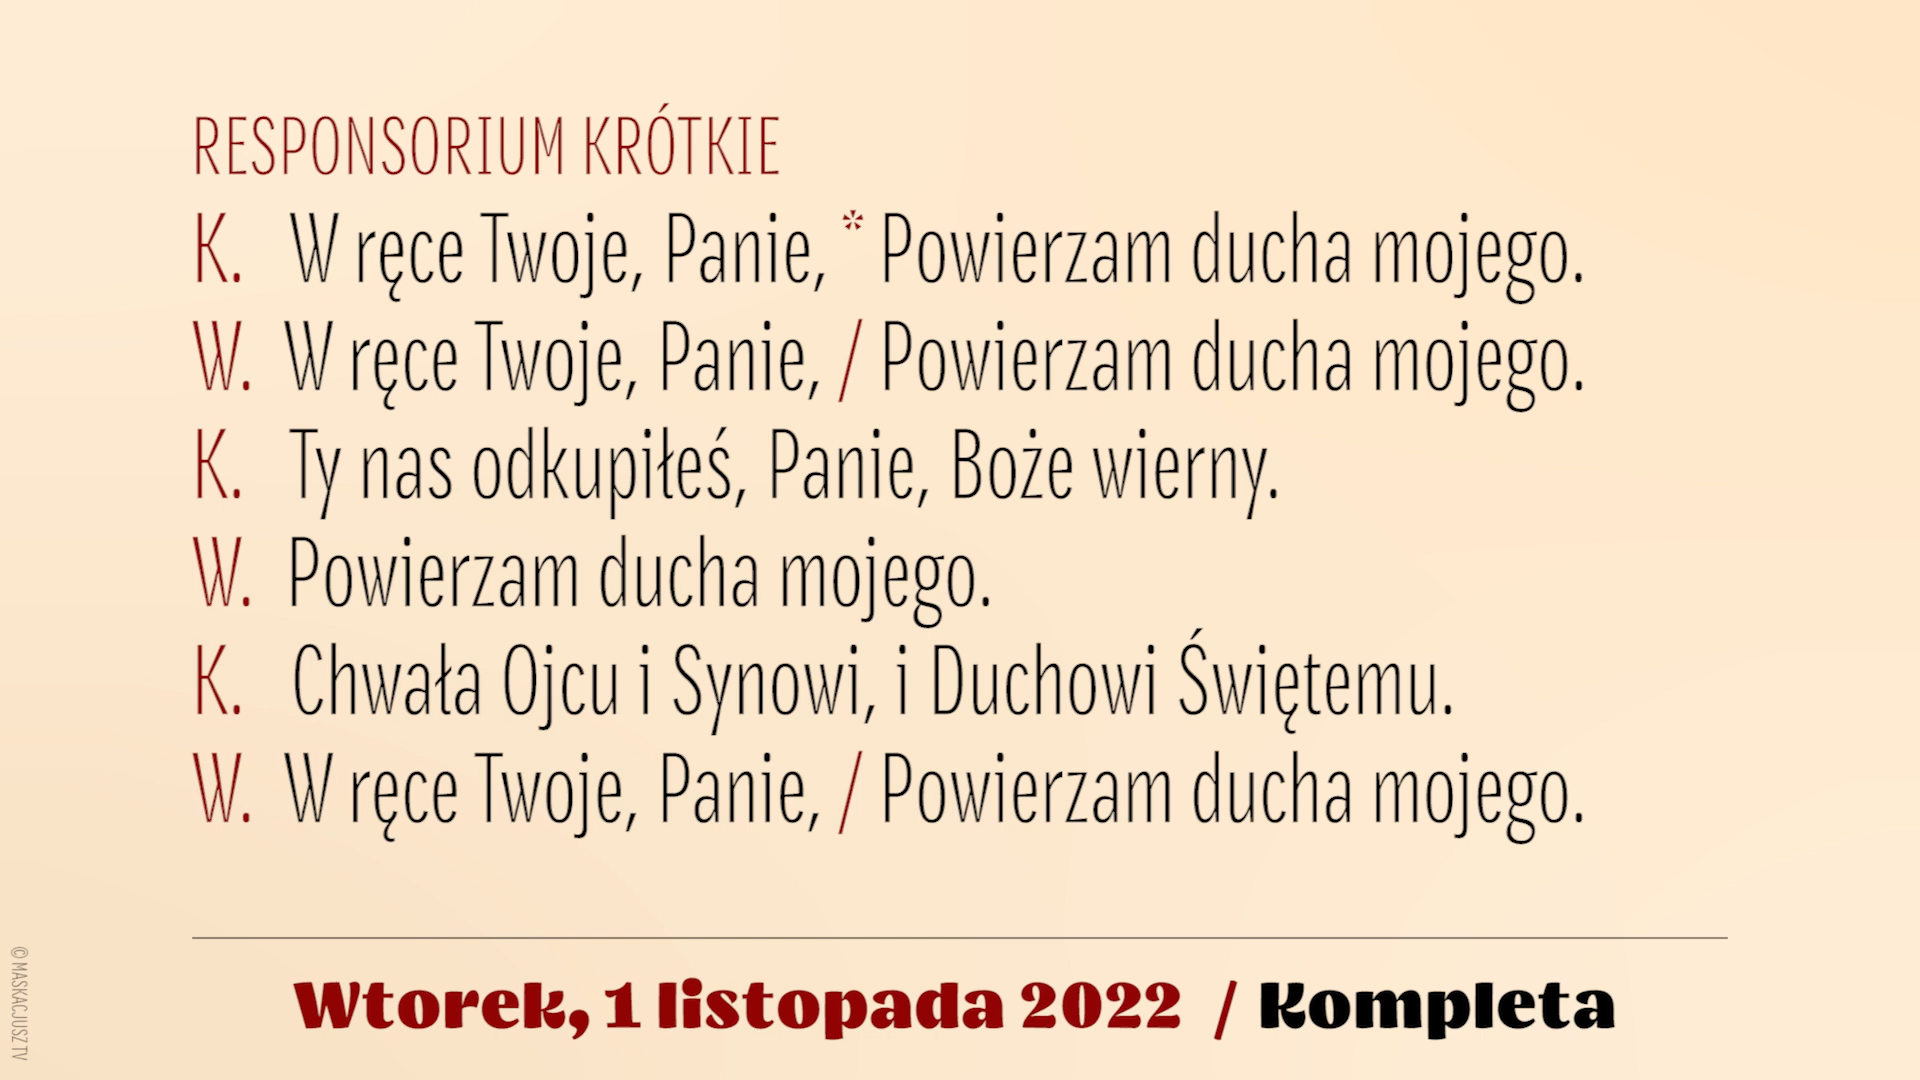 RESPONSORIUM KRÓTKIE
K. W ręce Twoje, Panie, * Powierzam ducha mojego.
W. W ręce Twoje, Panie, / Powierzam ducha mojego.
K. Ty nas odkupiłeś, Panie, Boże wierny.
W. Powierzam ducha mojego.
K. Chwała Ojcu i Synowi, i Duchowi Świętemu.
W. W ręce Twoje, Panie, / Powierzam ducha mojego.
Wtorek, 1 listopada 2022 / Kompleta
© MASKACJUSZ TV